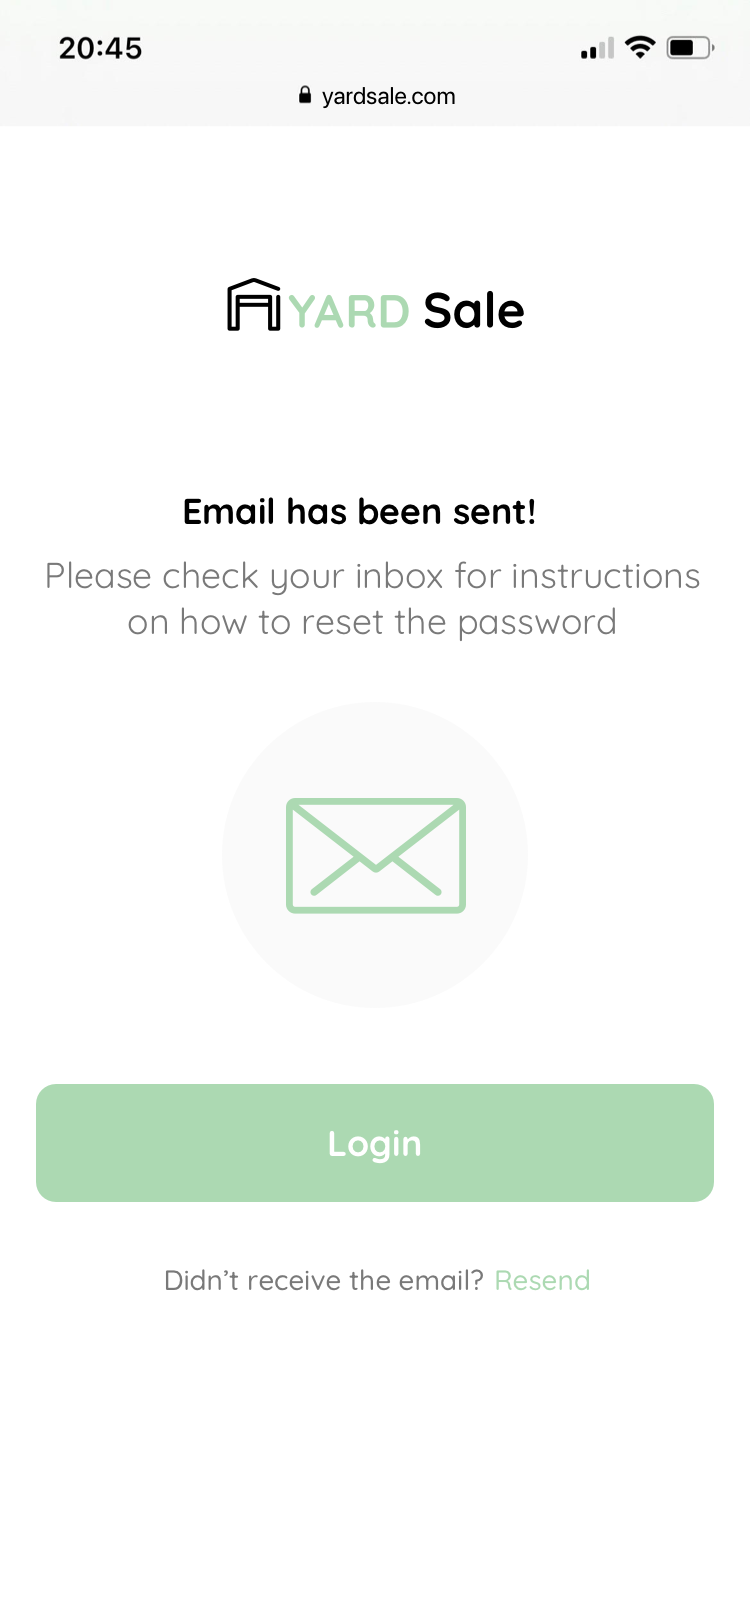 20:45
yardsale.com
YARD Sale
Email has been sent!
Please check your inbox for instructions
on how to reset the password
Login
Didn’t receive the email? Resend